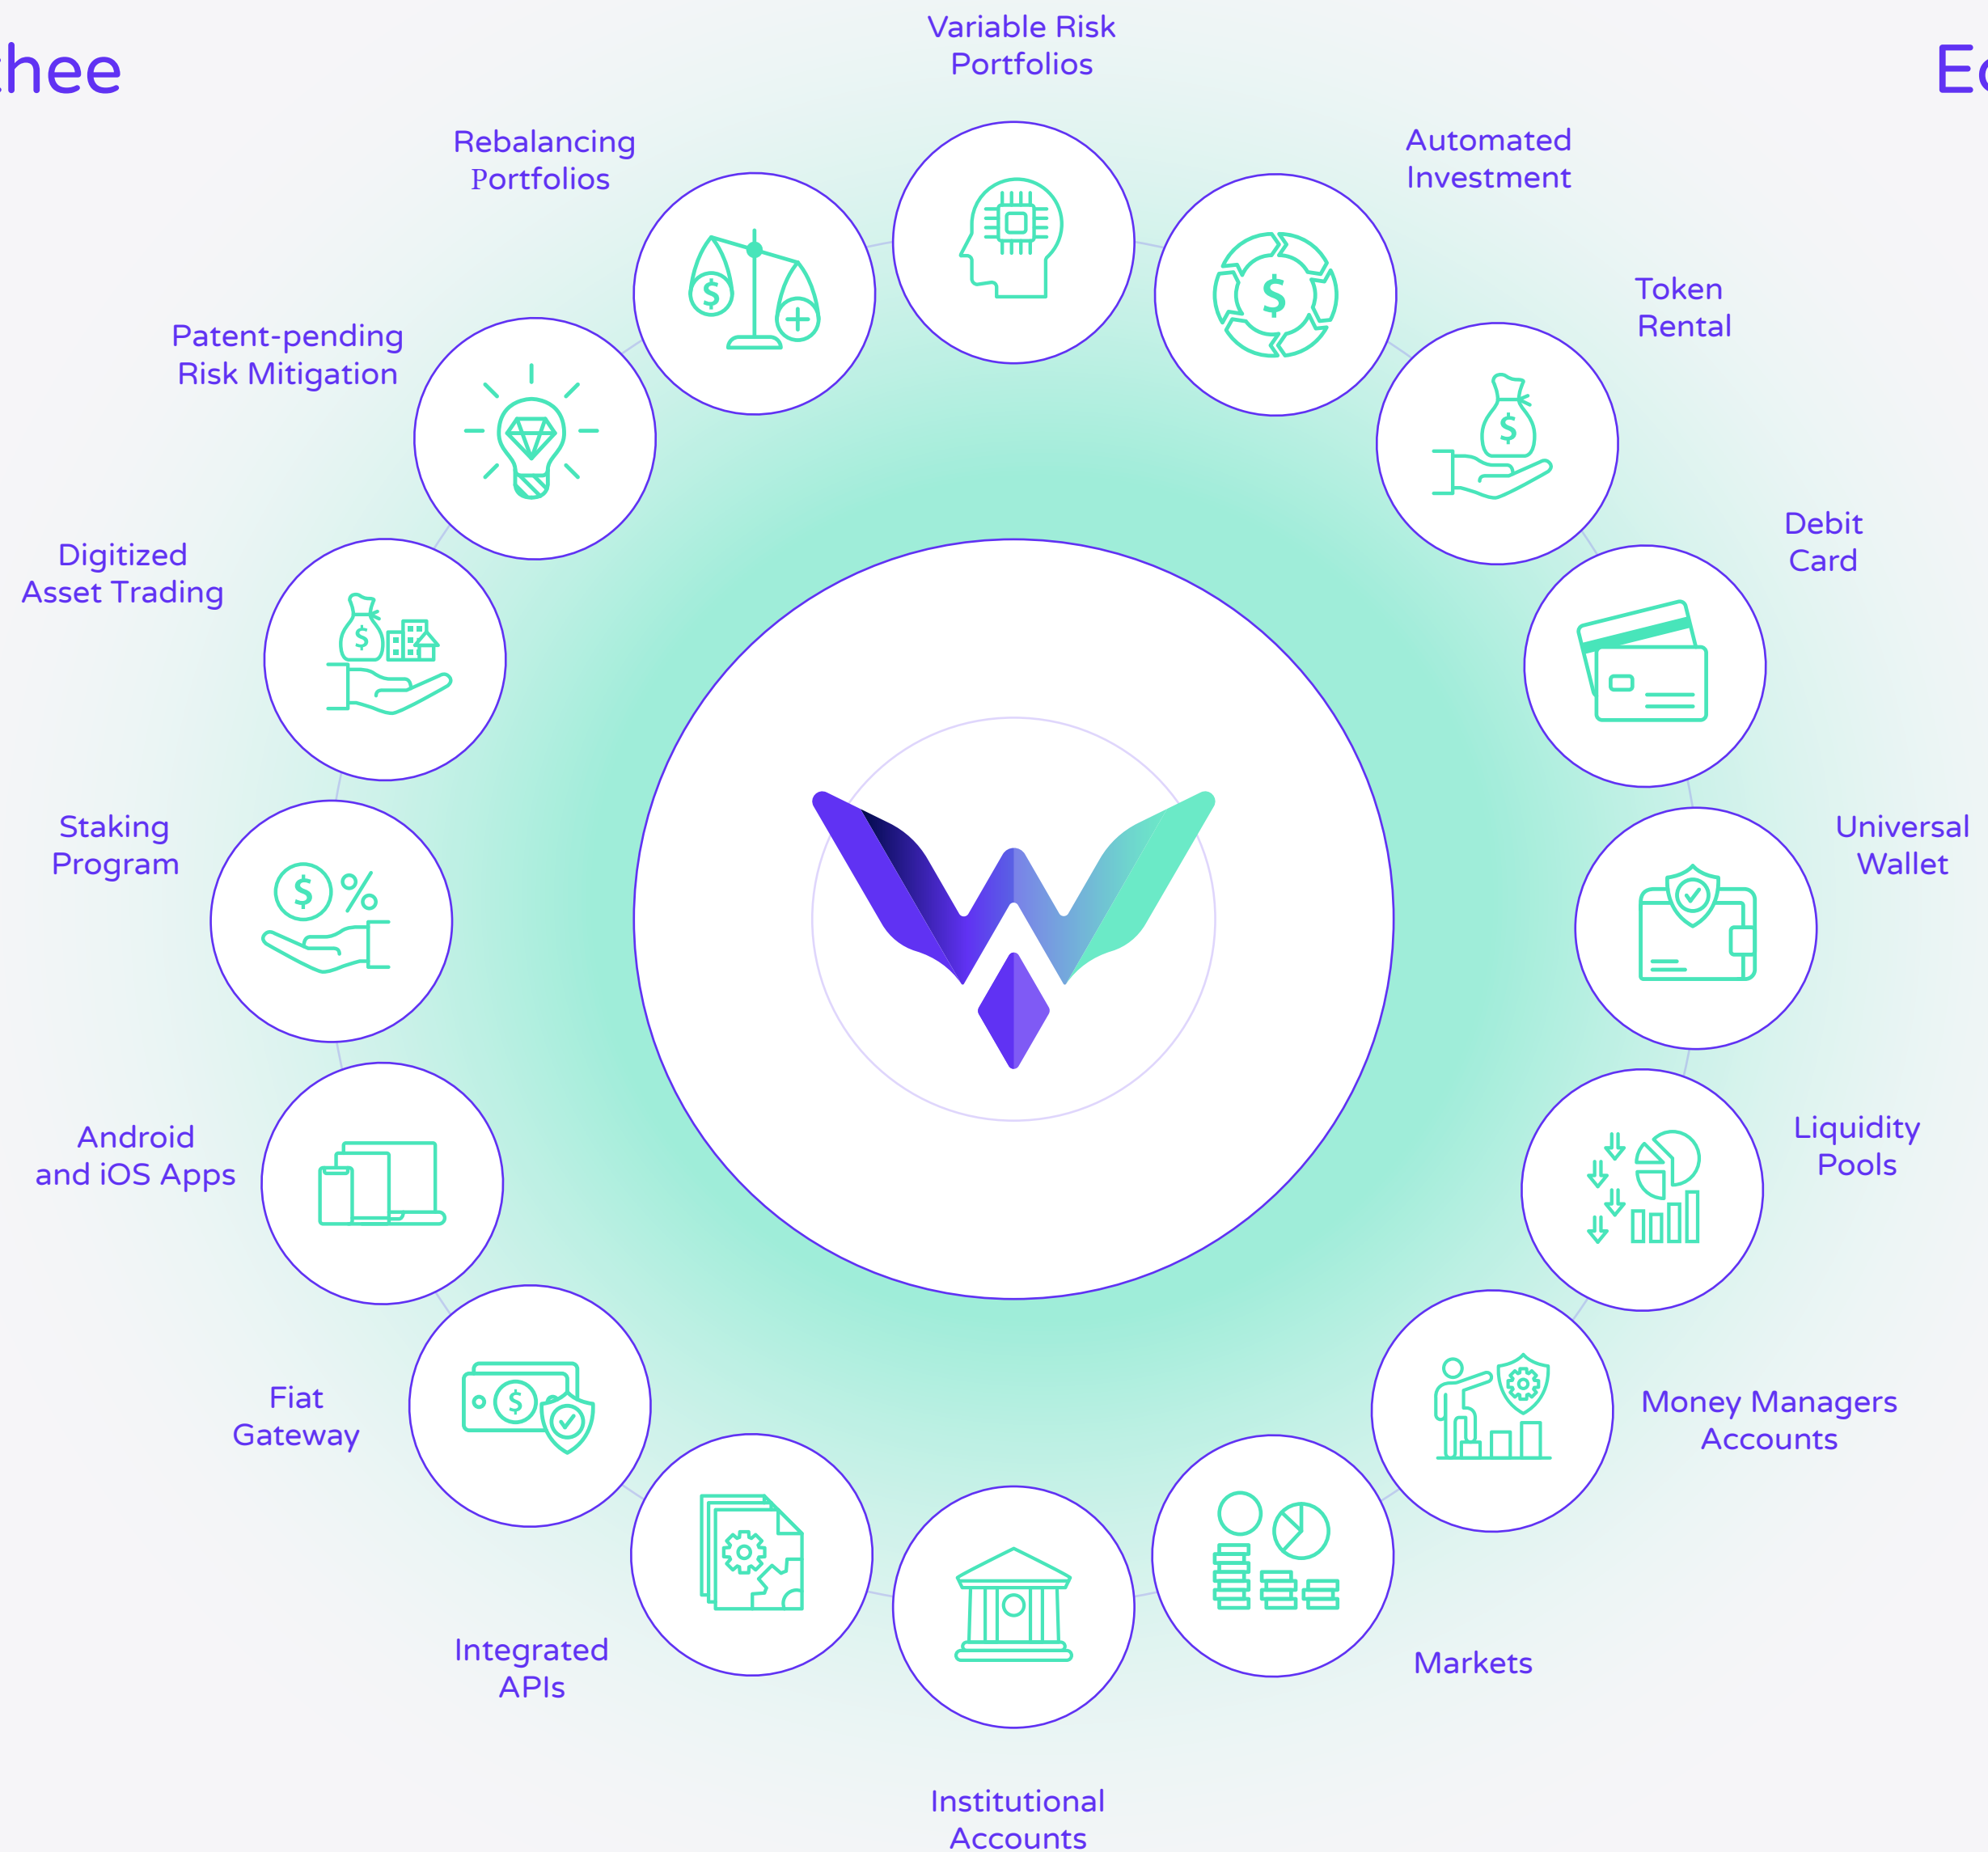 hee
Ec
Variable Risk
Portfolios
Rebalancing
Portfolios
Automated
Investment
Patent-pending
Risk Mitigation
Token
Rental
Digitized
Asset Trading
Debit
Card
Staking
Program
Universal
Wallet
Android
and iOS Apps
Liquidity
Pools
Fiat
Gateway
Money Managers
Accounts
Integrated
APIs
Markets
Institutional
Accounts
$
$
$
$
$
%
$